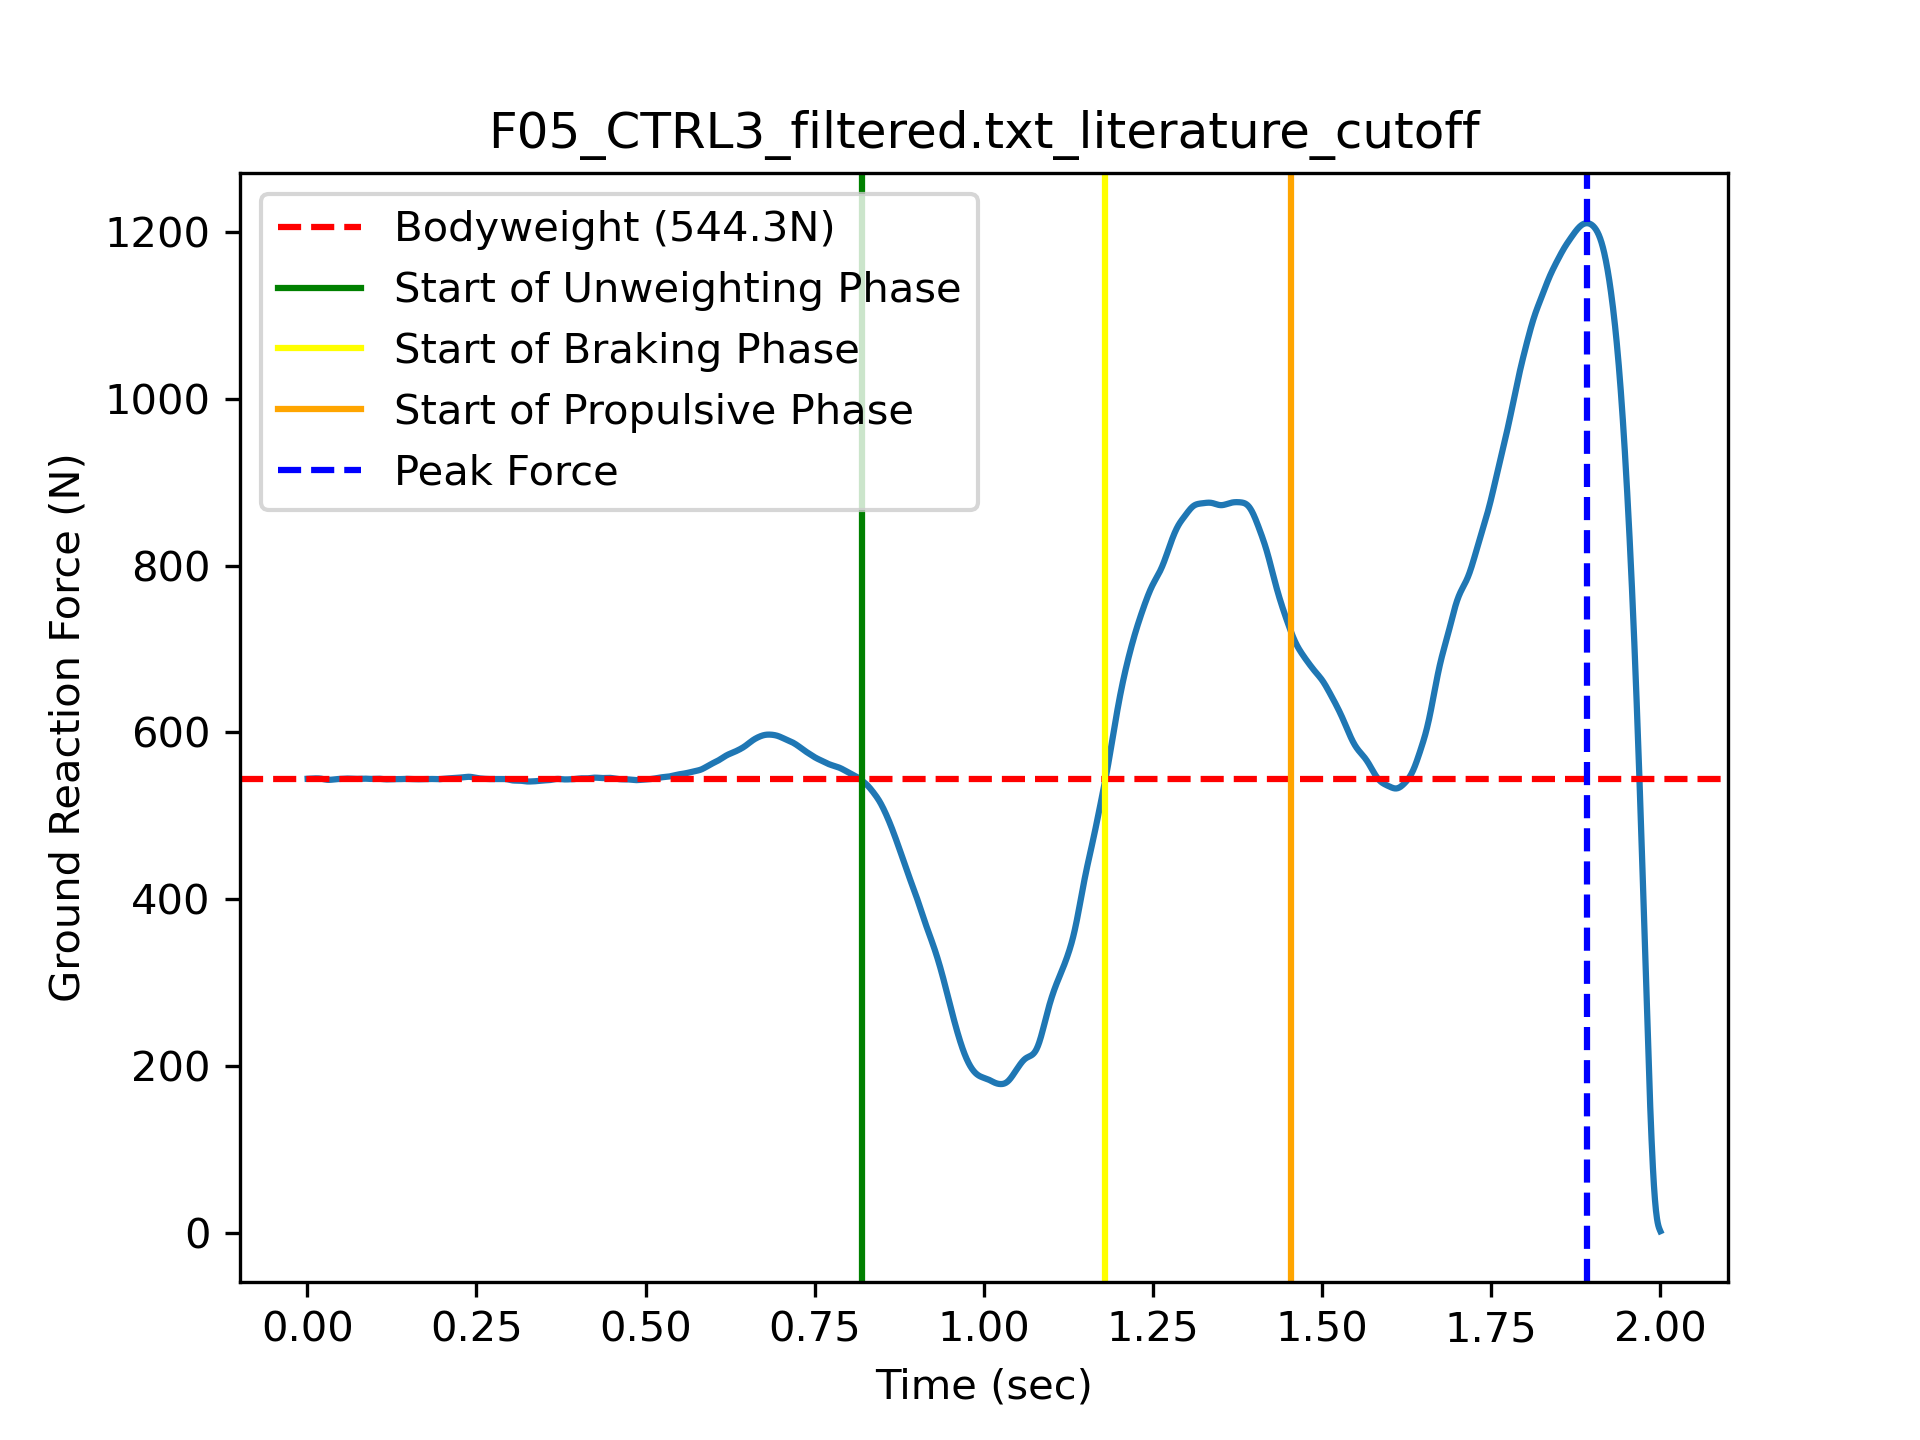 F05_CTRL3_filtered.txt_literature_cutoff
Bodyweight (544.3N)
Start of Unweighting Phase
Start of Braking Phase
Start of Propulsive Phase
Peak Force
Ground Reaction Force (N)
1200
1000
800
600
400
200
0
0.00 0.25 0.50 0.75 1.00 1.25 1.50 1.75 2.00
Time (sec)